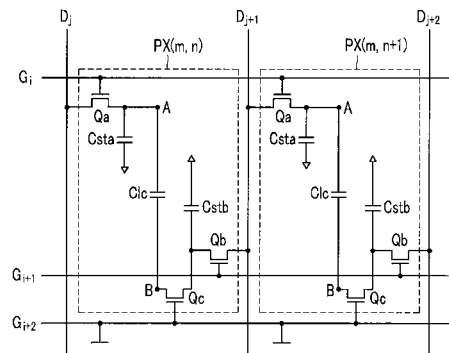 Dj Dj+1 Dj+2
PX(m, n) PX(m, n+1)
Gi
Qa A Qa A
Csta Csta
Clc Clc
Cstb Cstb
Qb Qb
Gi+1
B Qc B Qc
Gi+2